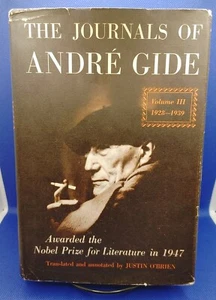 THE JOURNALS OF
ANDRÉ GIDE
Volume III
1928–1939
Awarded the
Nobel Prize for Literature in 1947
Translated and annotated by JUSTIN O'BRIEN